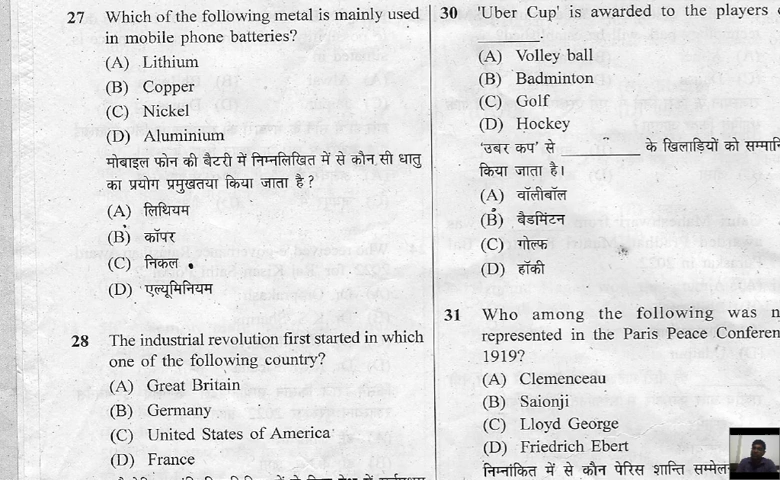 27 Which of the following metal is mainly used
in mobile phone batteries?
(A) Lithium
(B) Copper
(C) Nickel
(D) Aluminium
मोबाइल फोन की बैटरी में निम्नलिखित में से कौन सी धातु
का प्रयोग प्रमुखतया किया जाता है?
(A) लिथियम
(B) कॉपर
(C) निकल
(D) एल्यूमिनियम
28 The industrial revolution first started in which
one of the following country?
(A) Great Britain
(B) Germany
(C) United States of America
(D) France
30 'Uber Cup' is awarded to the players
________.
(A) Volley ball
(B) Badminton
(C) Golf
(D) Hockey
'उबर कप' से ________ के खिलाड़ियों को
किया जाता है।
(A) वॉलीबॉल
(B) बैडमिंटन
(C) गोल्फ
(D) हॉकी
31 Who among the following was
represented in the Paris Peace
1919?
(A) Clemenceau
(B) Saionji
(C) Lloyd George
(D) Friedrich Ebert
निम्नांकित में से कौन पेरिस शान्ति